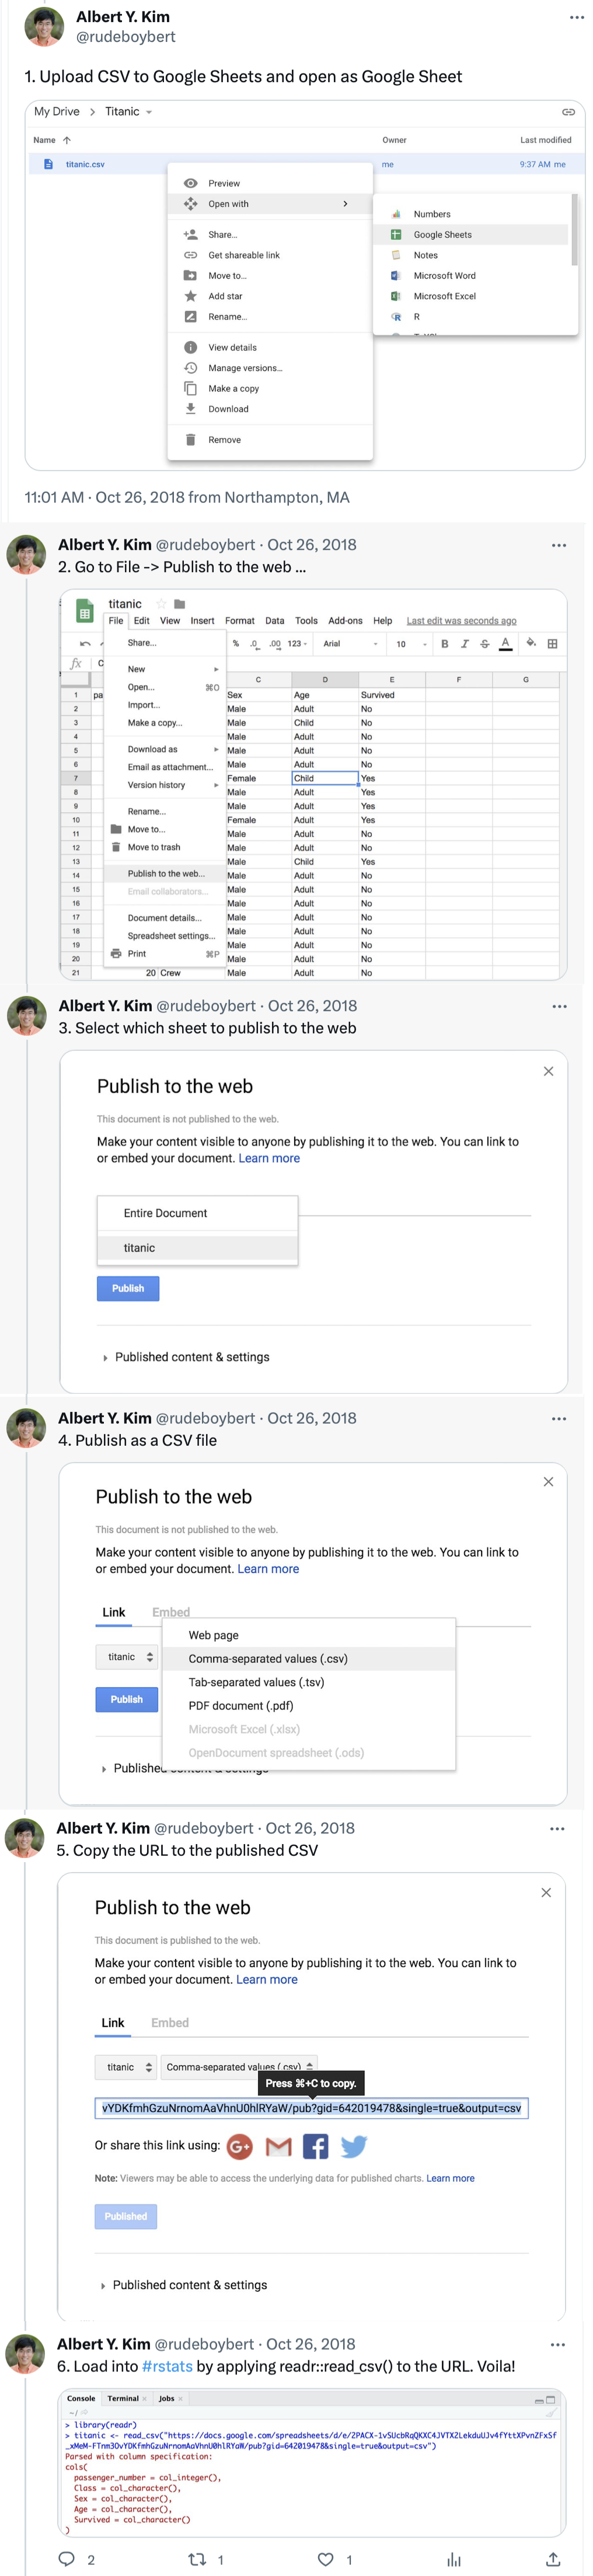 Albert Y. Kim
@rudeboybert
1. Upload CSV to Google Sheets and open as Google Sheet
My Drive > Titanic
Name ↑ Owner Last modified
titanic.csv me 9:37 AM me
Preview
Open with >
Numbers
Google Sheets
Notes
Microsoft Word
Microsoft Excel
R
Share...
Get shareable link
Move to...
Add star
Rename...
View details
Manage versions...
Make a copy
Download
Remove
11:01 AM · Oct 26, 2018 from Northampton, MA
Albert Y. Kim @rudeboybert · Oct 26, 2018
2. Go to File -> Publish to the web ...
titanic
File Edit View Insert Format Data Tools Add-ons Help Last edit was seconds ago
% .0 .00 123 Arial 10 B I S A
fx C
Share...
New
Open... ⌘O
Import...
Make a copy...
Download as
Email as attachment...
Version history
Rename...
Move to...
Move to trash
Publish to the web...
Email collaborators...
Document details...
Spreadsheet settings...
Print ⌘P
C D E F G
1 pa Sex Age Survived
2 Male Adult No
3 Male Child No
4 Male Adult No
5 Male Adult No
6 Male Adult No
7 Female Child Yes
8 Male Adult Yes
9 Male Adult Yes
10 Female Adult Yes
11 Male Adult No
12 Male Adult No
13 Male Child Yes
14 Male Adult No
15 Male Adult No
16 Male Adult No
17 Male Adult No
18 Male Adult No
19 Male Adult No
20 Male Adult No
21 20 Crew Male Adult No
Albert Y. Kim @rudeboybert · Oct 26, 2018
3. Select which sheet to publish to the web
Publish to the web
This document is not published to the web.
Make your content visible to anyone by publishing it to the web. You can link to
or embed your document. Learn more
Entire Document
titanic
Publish
Published content & settings
Albert Y. Kim @rudeboybert · Oct 26, 2018
4. Publish as a CSV file
Publish to the web
This document is not published to the web.
Make your content visible to anyone by publishing it to the web. You can link to
or embed your document. Learn more
Link Embed
titanic
Web page
Comma-separated values (.csv)
Tab-separated values (.tsv)
PDF document (.pdf)
Microsoft Excel (.xlsx)
OpenDocument spreadsheet (.ods)
Publish
Published content & settings
Albert Y. Kim @rudeboybert · Oct 26, 2018
5. Copy the URL to the published CSV
Publish to the web
This document is published to the web.
Make your content visible to anyone by publishing it to the web. You can link to
or embed your document. Learn more
Link Embed
titanic Comma-separated values (.csv)
Press ⌘+C to copy.
vYDKfmhGzuNrnomAaVhnU0hlRYaW/pub?gid=642019478&single=true&output=csv
Or share this link using: G+
Note: Viewers may be able to access the underlying data for published charts. Learn more
Published
Published content & settings
Albert Y. Kim @rudeboybert · Oct 26, 2018
6. Load into #rstats by applying readr::read_csv() to the URL. Voila!
Console Terminal × Jobs ×
~/
> library(readr)
> titanic <- read_csv("https://docs.google.com/spreadsheets/d/e/2PACX-1vSUcbRqQKXC4JVTX2LekduUJv4fYttXPvnZFxSf
_xMeM-FTnm3OvYDKfmhGzuNrnomAaVhnU0hlRYaW/pub?gid=642019478&single=true&output=csv")
Parsed with column specification:
cols(
passenger_number = col_integer(),
Class = col_character(),
Sex = col_character(),
Age = col_character(),
Survived = col_character()
)
2 1 1